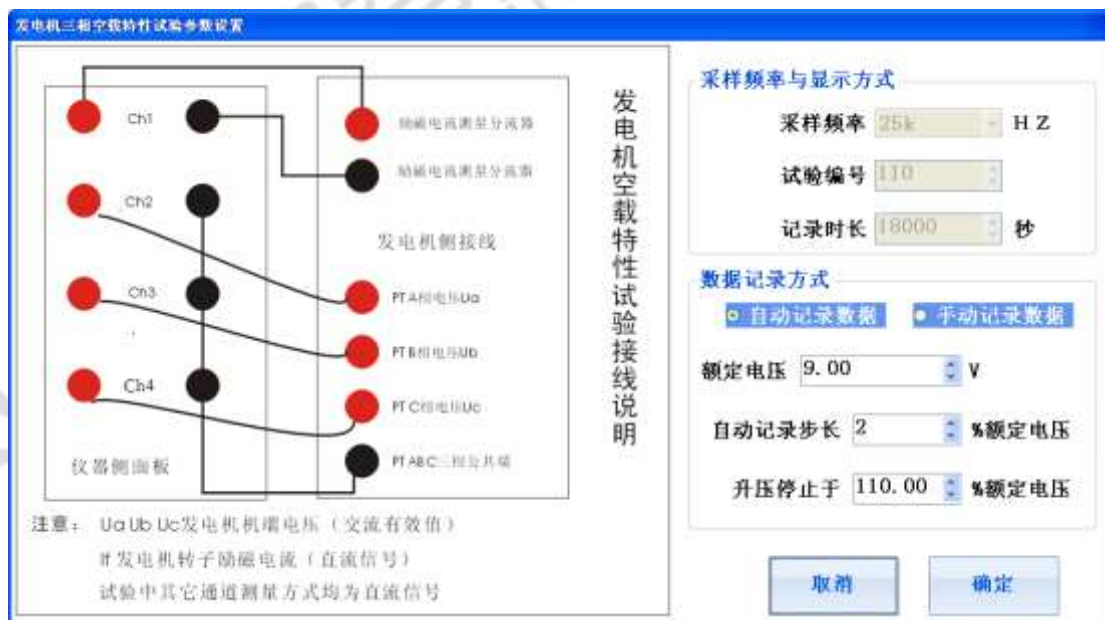 发电机三相空载特性试验参数设置
Ch1
励磁电流测量分流器
励磁电流测量分流器
Ch2
发电机侧接线
Ch3
PT A相电压Ua
PT B相电压Ub
Ch4
PT C相电压Uc
PT ABC三相公共端
仪器侧面板
发电机空载特性试验接线说明
注意： Ua Ub Uc发电机机端电压（交流有效值）
If 发电机转子励磁电流（直流信号）
试验中其它通道测量方式均为直流信号
采样频率与显示方式
采样频率 25k HZ
试验编号 110
记录时长 18000 秒
数据记录方式
自动记录数据 手动记录数据
额定电压 9.00 V
自动记录步长 2 %额定电压
升压停止于 110.00 %额定电压
取消 确定